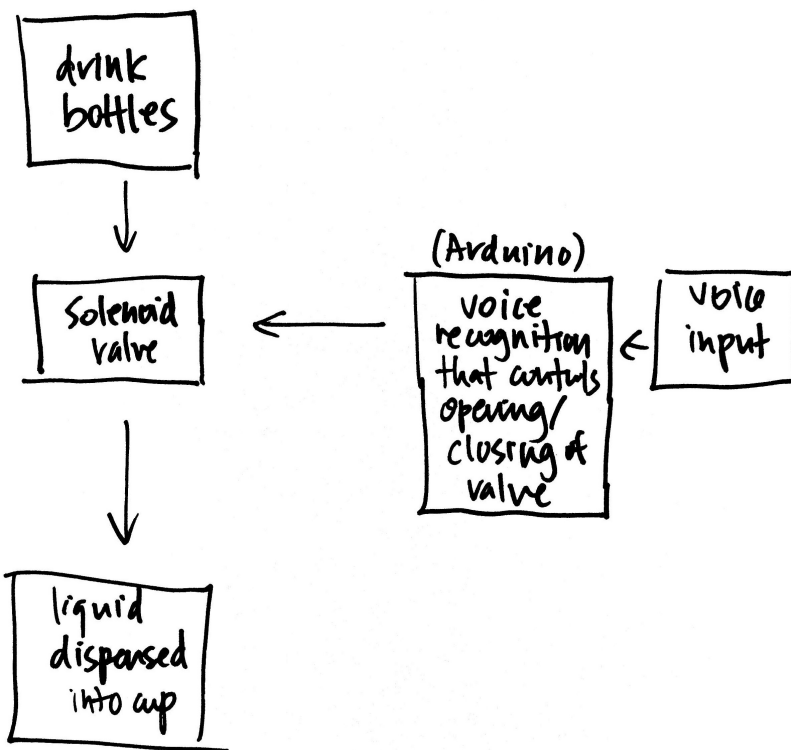 drink
bottles
solenoid
valve
(Arduino)
voice
recognition
that controls
opening/
closing of
valve
voice
input
liquid
dispensed
into cup